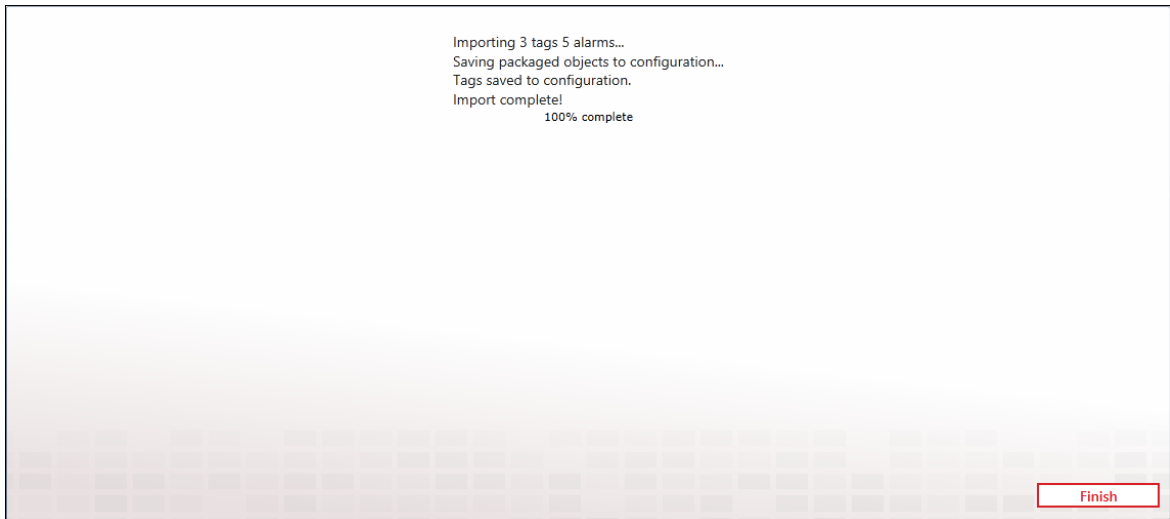 Importing 3 tags 5 alarms...
Saving packaged objects to configuration...
Tags saved to configuration.
Import complete!
100% complete
Finish